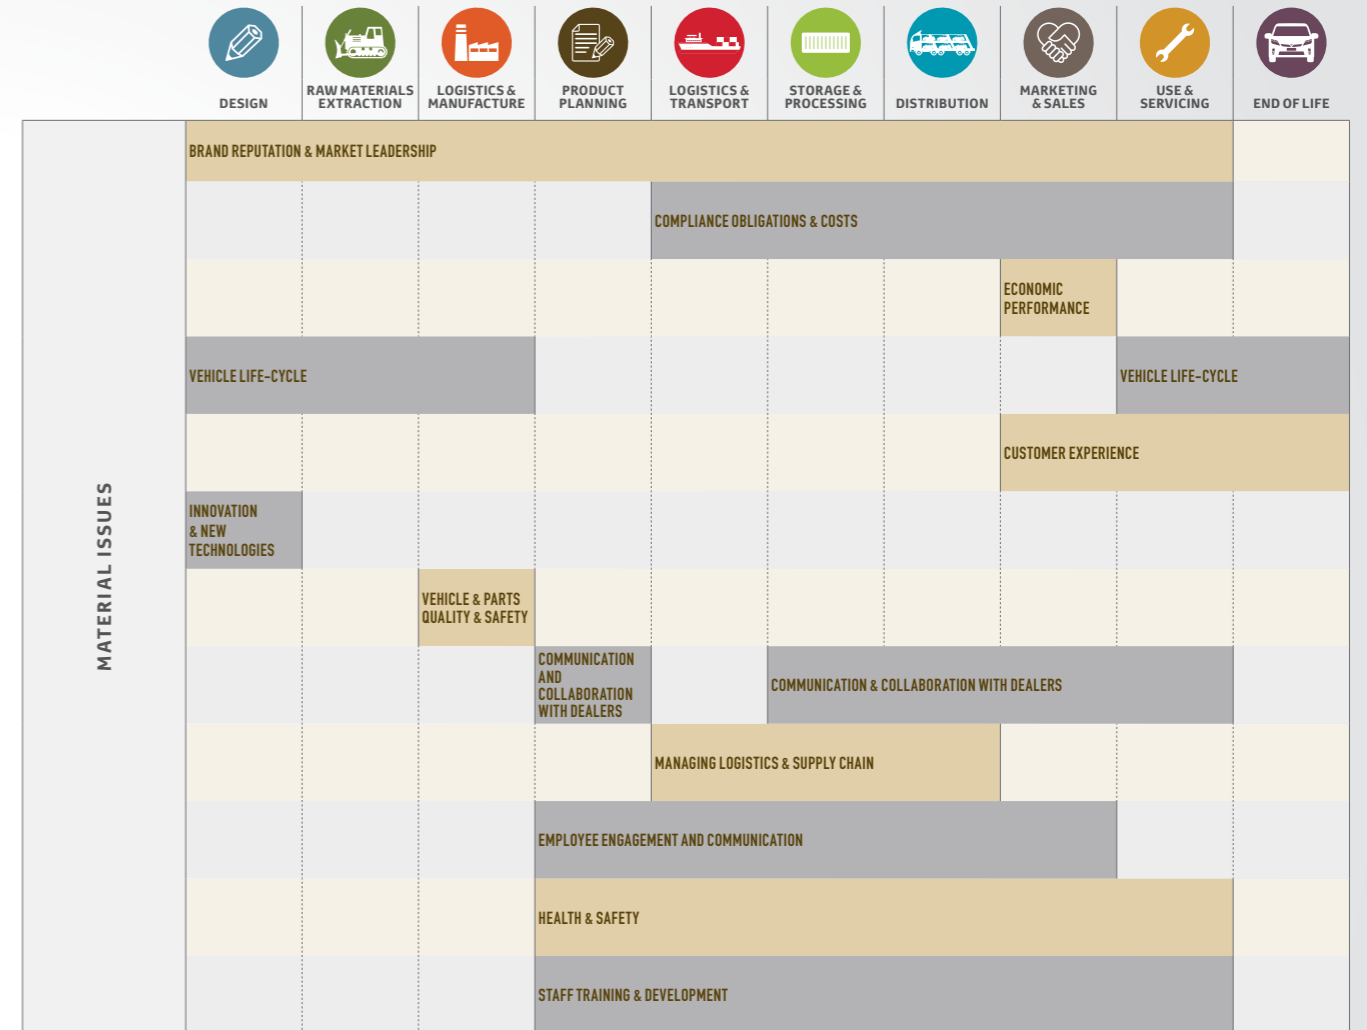 DESIGN
RAW MATERIALS
EXTRACTION
LOGISTICS &
MANUFACTURE
PRODUCT
PLANNING
LOGISTICS &
TRANSPORT
STORAGE &
PROCESSING
DISTRIBUTION
MARKETING
& SALES
USE &
SERVICING
END OF LIFE
MATERIAL ISSUES
BRAND REPUTATION & MARKET LEADERSHIP
COMPLIANCE OBLIGATIONS & COSTS
ECONOMIC
PERFORMANCE
VEHICLE LIFE-CYCLE
VEHICLE LIFE-CYCLE
CUSTOMER EXPERIENCE
INNOVATION
& NEW
TECHNOLOGIES
VEHICLE & PARTS
QUALITY & SAFETY
COMMUNICATION
AND
COLLABORATION
WITH DEALERS
COMMUNICATION & COLLABORATION WITH DEALERS
MANAGING LOGISTICS & SUPPLY CHAIN
EMPLOYEE ENGAGEMENT AND COMMUNICATION
HEALTH & SAFETY
STAFF TRAINING & DEVELOPMENT